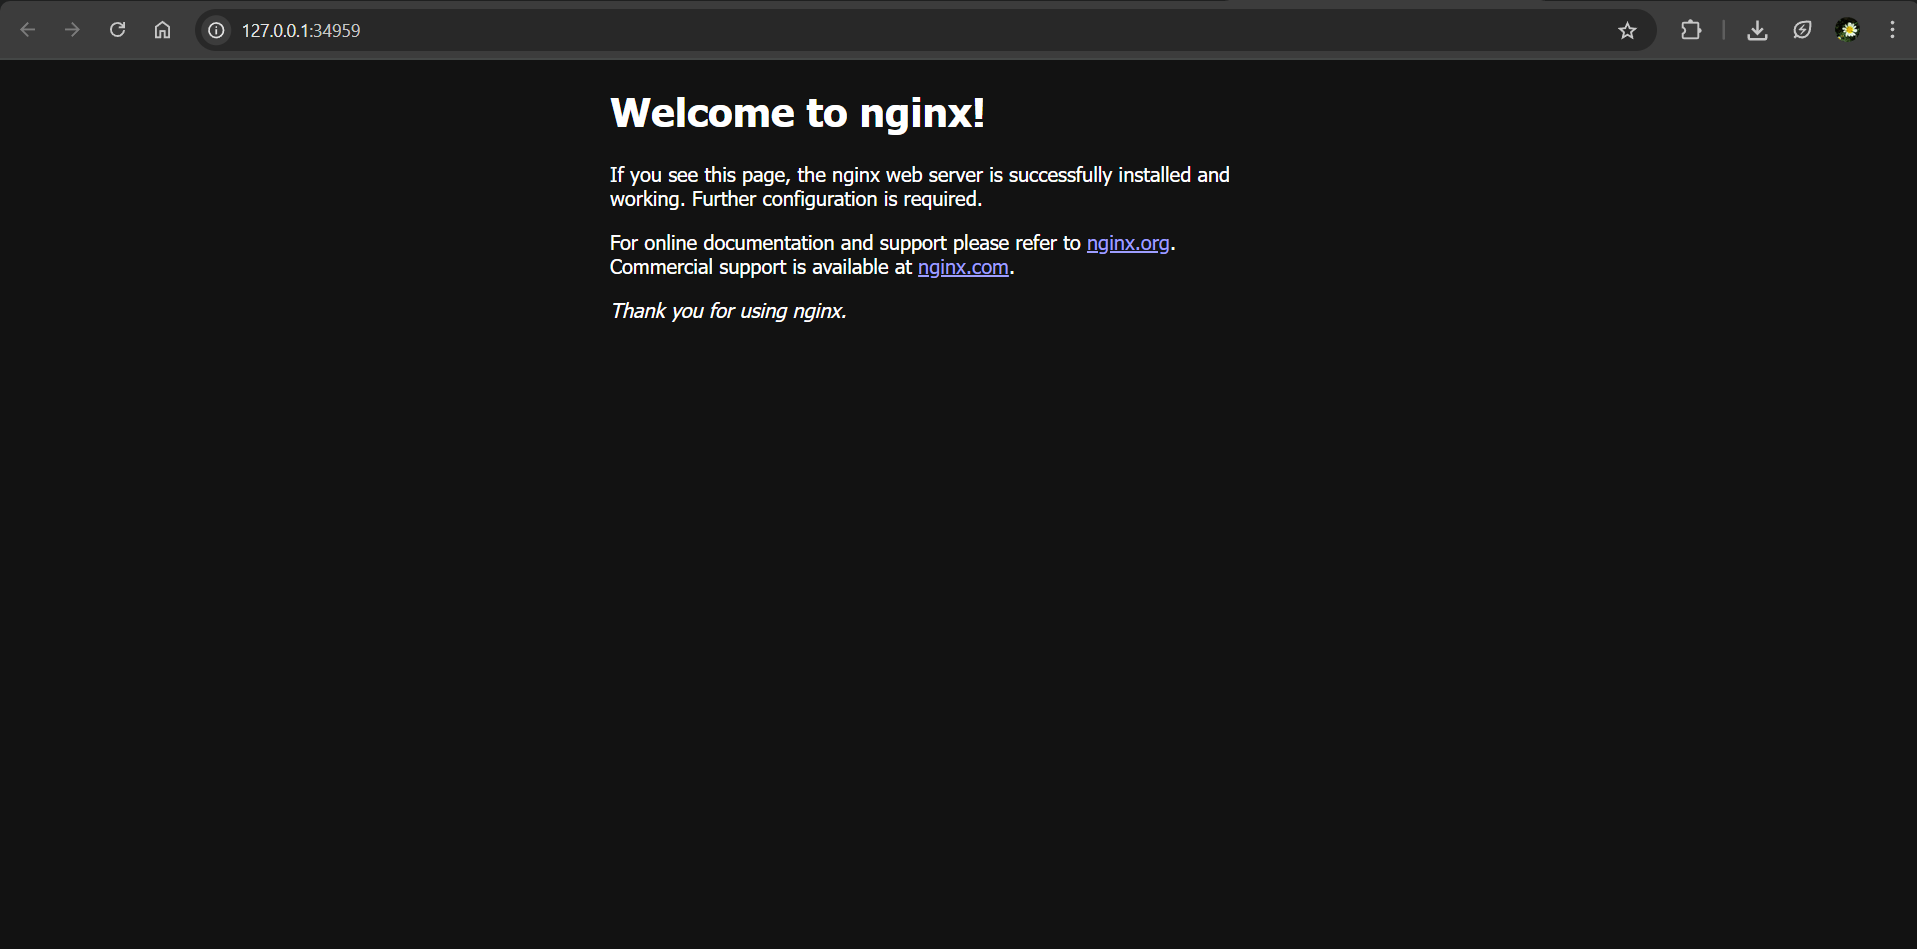 127.0.0.1:34959
Welcome to nginx!
If you see this page, the nginx web server is successfully installed and
working. Further configuration is required.
For online documentation and support please refer to nginx.org.
Commercial support is available at nginx.com.
Thank you for using nginx.